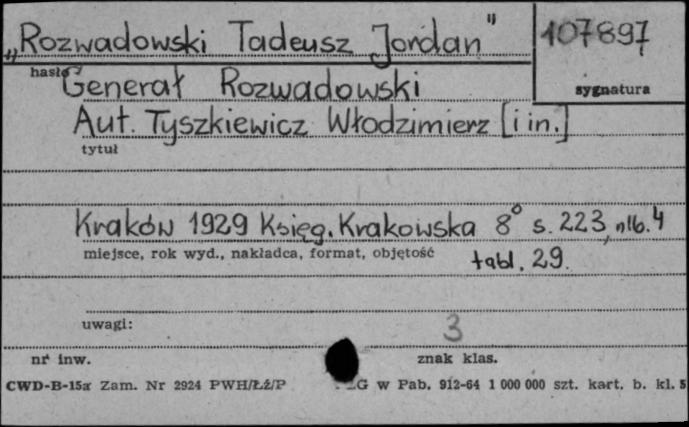 „Rozwadowski Tadeusz Jordan" 107897
hasło
Generał Rozwadowski
sygnatura
Aut. Tyszkiewicz Włodzimierz [i in.]
tytuł
Kraków 1929 Księg. Krakowska 8° s. 223, nlb. 4
miejsce, rok wyd., nakładca, format, objętość
tabl. 29.
uwagi:
3
nr inw.
znak klas.
CWD-B-15a Zam. Nr 2924 PWH/Łź/P G w Pab. 912-64 1 000 000 szt. kart. b. kl. 5